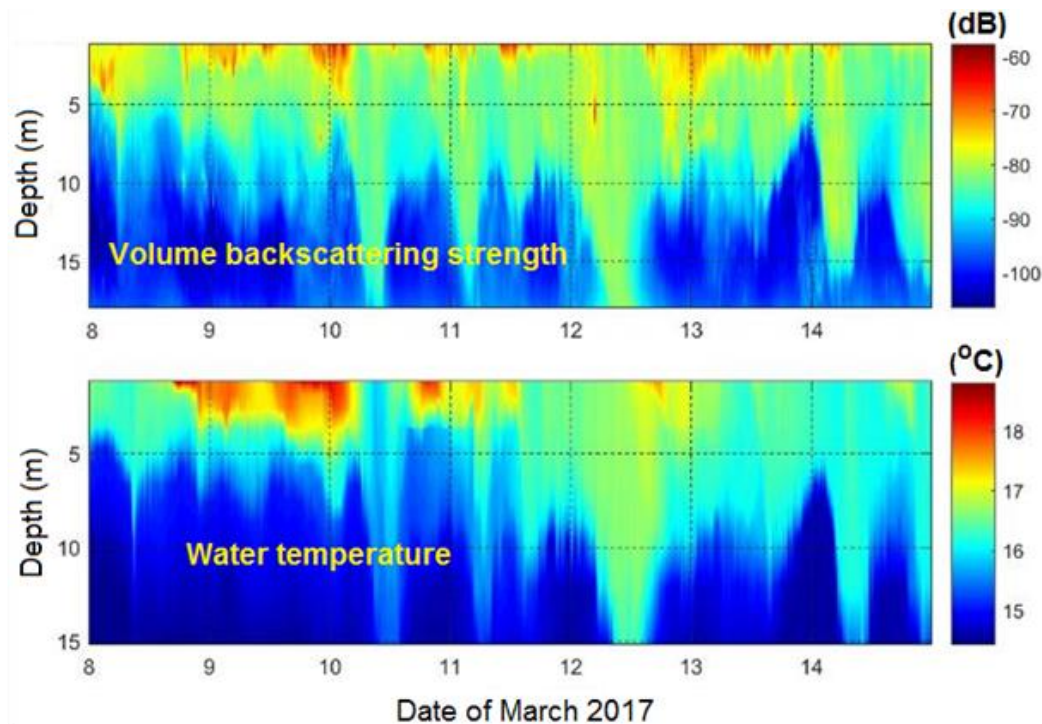 (dB)
-60
-70
-80
-90
-100
Depth (m)
5
10
15
Volume backscattering strength
8 9 10 11 12 13 14
(°C)
18
17
16
15
Depth (m)
5
10
15
Water temperature
8 9 10 11 12 13 14
Date of March 2017